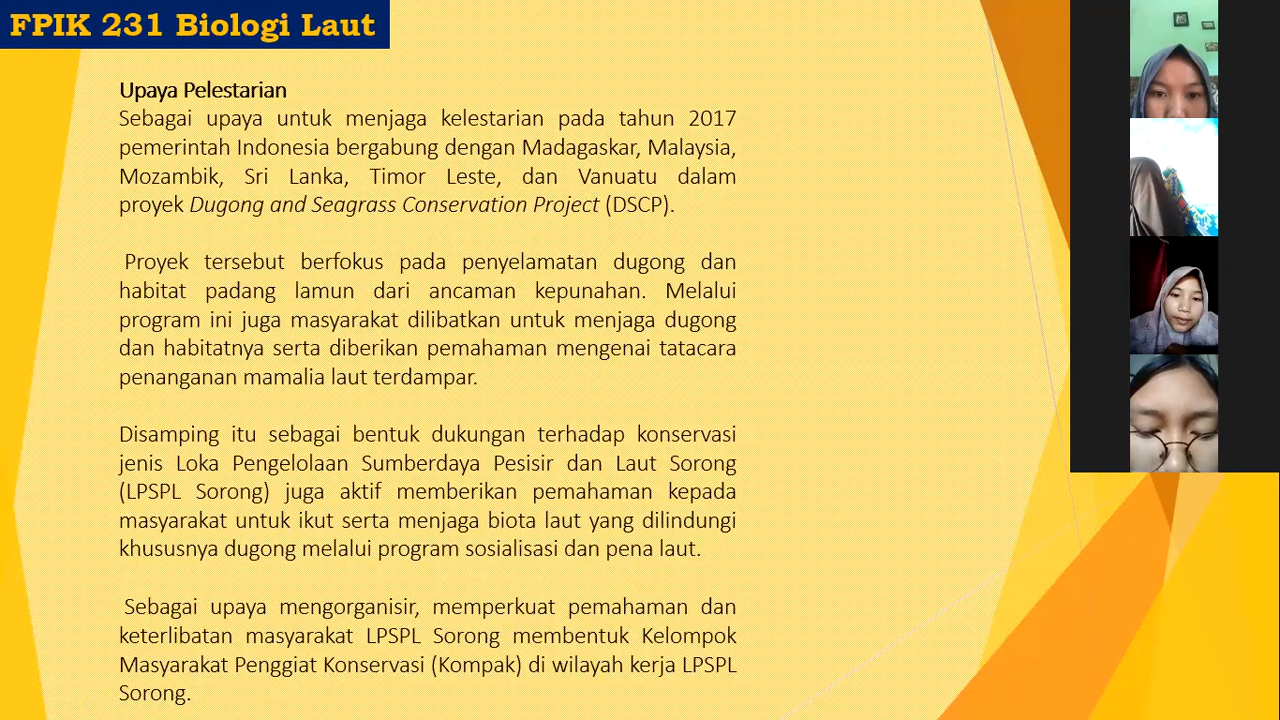 FPIK 231 Biologi Laut
Upaya Pelestarian
Sebagai upaya untuk menjaga kelestarian pada tahun 2017
pemerintah Indonesia bergabung dengan Madagaskar, Malaysia,
Mozambik, Sri Lanka, Timor Leste, dan Vanuatu dalam
proyek Dugong and Seagrass Conservation Project (DSCP).
Proyek tersebut berfokus pada penyelamatan dugong dan
habitat padang lamun dari ancaman kepunahan. Melalui
program ini juga masyarakat dilibatkan untuk menjaga dugong
dan habitatnya serta diberikan pemahaman mengenai tatacara
penanganan mamalia laut terdampar.
Disamping itu sebagai bentuk dukungan terhadap konservasi
jenis Loka Pengelolaan Sumberdaya Pesisir dan Laut Sorong
(LPSPL Sorong) juga aktif memberikan pemahaman kepada
masyarakat untuk ikut serta menjaga biota laut yang dilindungi
khususnya dugong melalui program sosialisasi dan pena laut.
Sebagai upaya mengorganisir, memperkuat pemahaman dan
keterlibatan masyarakat LPSPL Sorong membentuk Kelompok
Masyarakat Penggiat Konservasi (Kompak) di wilayah kerja LPSPL
Sorong.